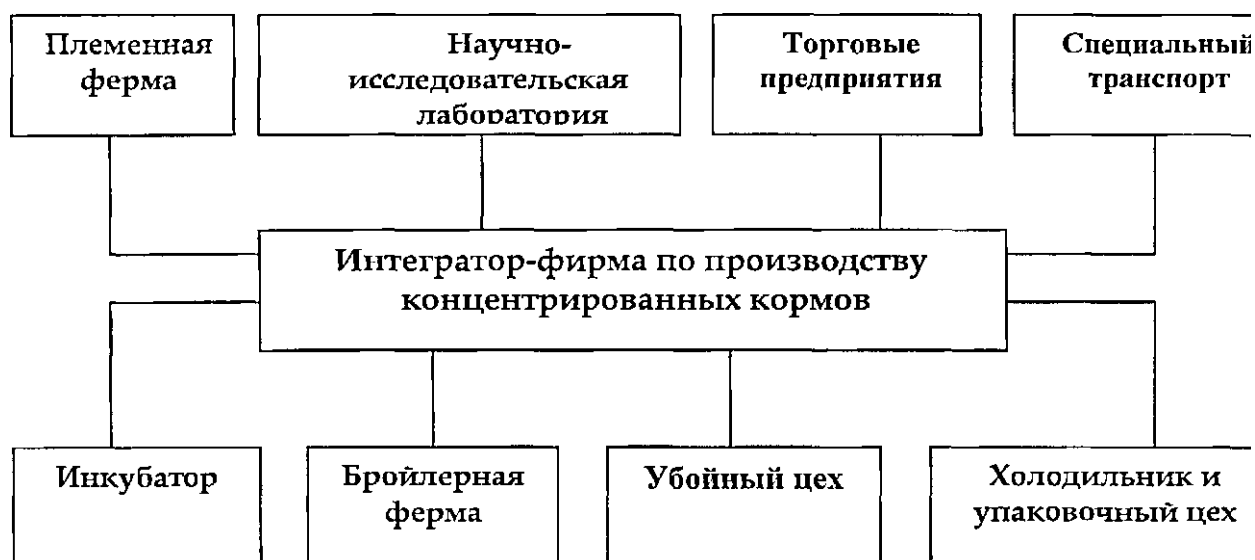 Племенная
ферма
Научно-
исследовательская
лаборатория
Торговые
предприятия
Специальный
транспорт
Интегратор-фирма по производству
концентрированных кормов
Инкубатор
Бройлерная
ферма
Убойный цех
Холодильник и
упаковочный цех